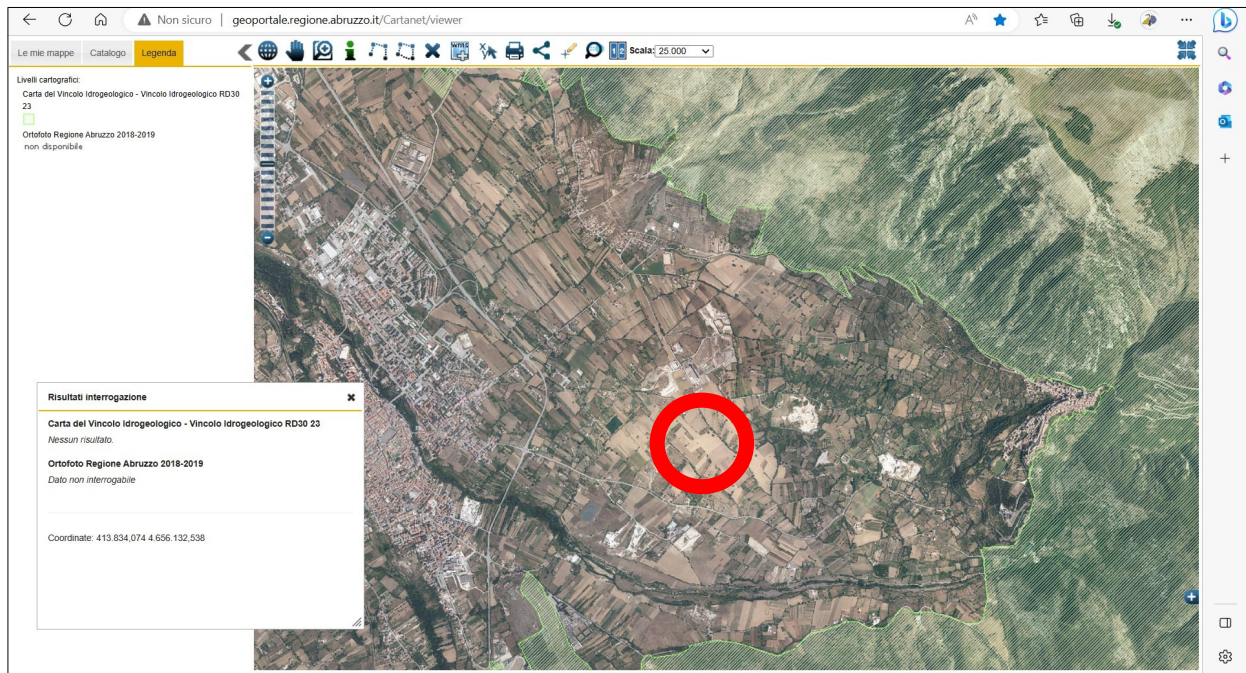 Non sicuro | geoportale.regione.abruzzo.it/Cartanet/viewer
Le mie mappe Catalogo Legenda
Scala: 25.000
Livelli cartografici:
Carta del Vincolo Idrogeologico - Vincolo Idrogeologico RD30
23
Ortofoto Regione Abruzzo 2018-2019
non disponibile
Risultati interrogazione
Carta del Vincolo Idrogeologico - Vincolo Idrogeologico RD30 23
Nessun risultato.
Ortofoto Regione Abruzzo 2018-2019
Dato non interrogabile
Coordinate: 413.834,074 4.656.132,538